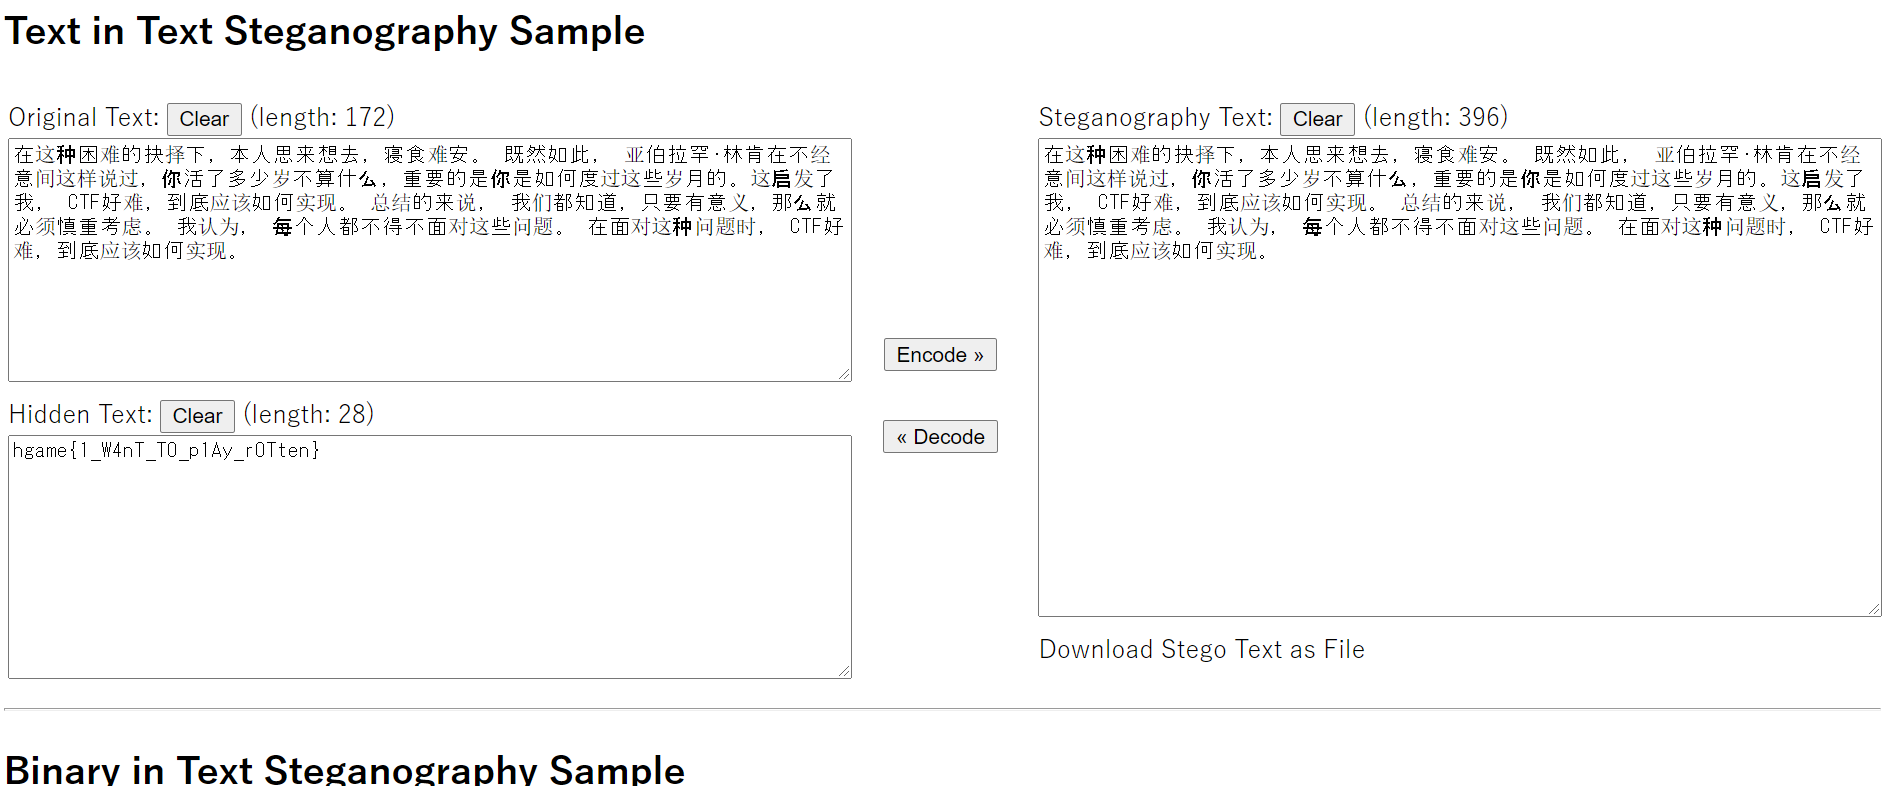 Text in Text Steganography Sample
Original Text: Clear (length: 172)
在这种困难的抉择下，本人思来想去，寝食难安。 既然如此， 亚伯拉罕·林肯在不经
意间这样说过，你活了多少岁不算什么，重要的是你是如何度过这些岁月的。这启发了
我， CTF好难，到底应该如何实现。 总结的来说， 我们都知道，只要有意义，那么就
必须慎重考虑。 我认为， 每个人都不得不面对这些问题。 在面对这种问题时， CTF好
难，到底应该如何实现。
Encode »
Hidden Text: Clear (length: 28)
hgame{1_W4nT_T0_p1Ay_r0Tten}
« Decode
Steganography Text: Clear (length: 396)
在这种困难的抉择下，本人思来想去，寝食难安。 既然如此， 亚伯拉罕·林肯在不经
意间这样说过，你活了多少岁不算什么，重要的是你是如何度过这些岁月的。这启发了
我， CTF好难，到底应该如何实现。 总结的来说， 我们都知道，只要有意义，那么就
必须慎重考虑。 我认为， 每个人都不得不面对这些问题。 在面对这种问题时， CTF好
难，到底应该如何实现。
Download Stego Text as File
Binary in Text Steganography Sample